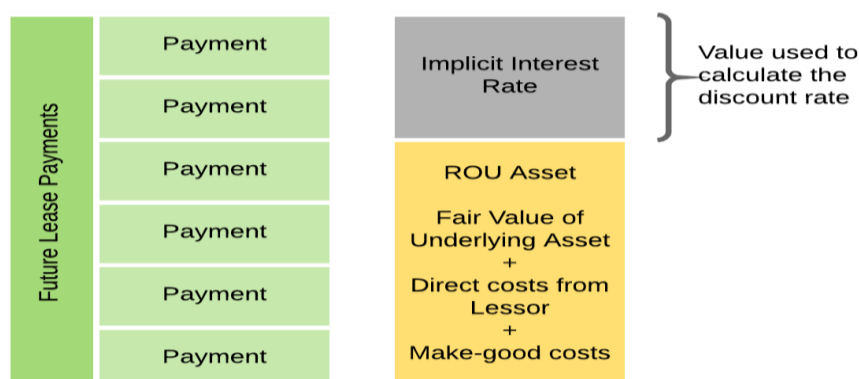 Future Lease Payments
Payment
Payment
Payment
Payment
Payment
Payment
Implicit Interest
Rate
ROU Asset
Fair Value of
Underlying Asset
+
Direct costs from
Lessor
+
Make-good costs
Value used to
calculate the
discount rate